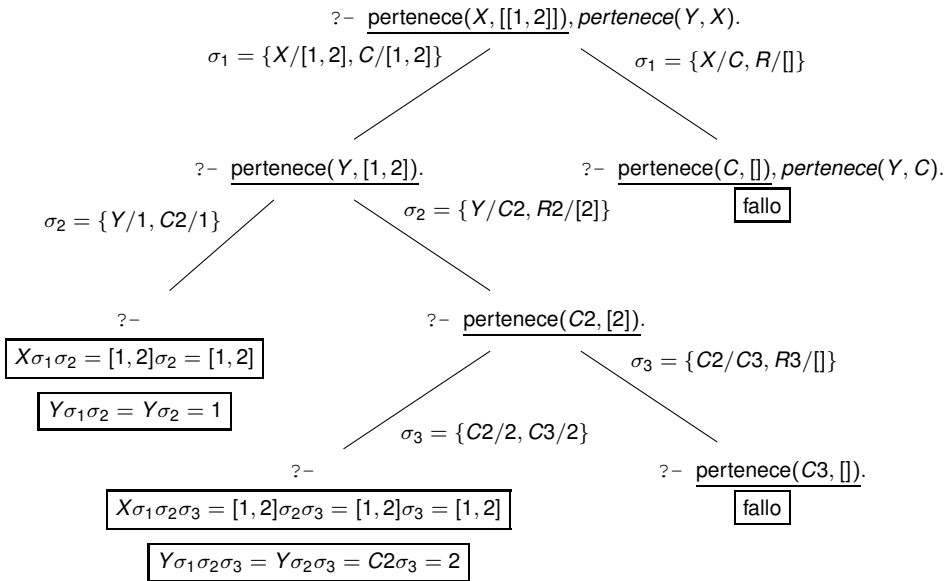 ?- pertenece(X, [[1, 2]]), pertenece(Y, X).
σ1 = {X/[1, 2], C/[1, 2]}
σ1 = {X/C, R/[]}
?- pertenece(Y, [1, 2]).
?- pertenece(C, []), pertenece(Y, C).
fallo
σ2 = {Y/1, C2/1}
σ2 = {Y/C2, R2/[2]}
?-
?- pertenece(C2, [2]).
Xσ1σ2 = [1, 2]σ2 = [1, 2]
Yσ1σ2 = Yσ2 = 1
σ3 = {C2/C3, R3/[]}
σ3 = {C2/2, C3/2}
?-
?- pertenece(C3, []).
Xσ1σ2σ3 = [1, 2]σ2σ3 = [1, 2]σ3 = [1, 2]
fallo
Yσ1σ2σ3 = Yσ2σ3 = C2σ3 = 2